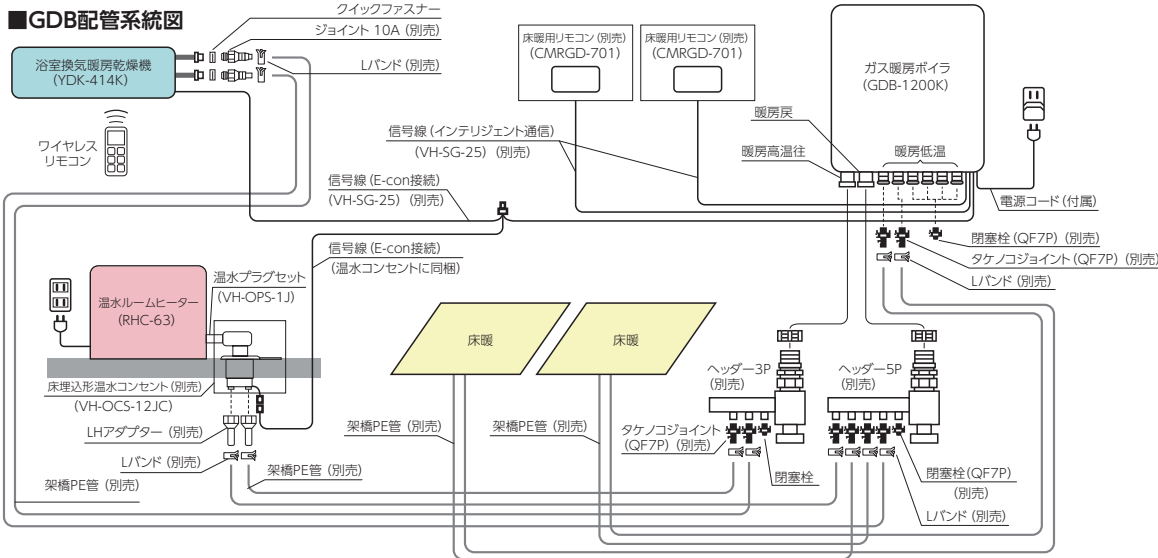 ■GDB配管系統図
クイックファスナー
ジョイント 10A (別売)
Lバンド (別売)
浴室換気暖房乾燥機
(YDK-414K)
ワイヤレス
リモコン
床暖用リモコン (別売)
(CMRGD-701)
床暖用リモコン (別売)
(CMRGD-701)
ガス暖房ボイラ
(GDB-1200K)
暖房戻
暖房高温往
暖房低温
信号線 (インテリジェント通信)
(VH-SG-25) (別売)
信号線 (E-con接続)
(VH-SG-25) (別売)
電源コード (付属)
信号線 (E-con接続)
(温水コンセントに同梱)
閉塞栓 (QF7P) (別売)
タケノコジョイント (QF7P) (別売)
Lバンド (別売)
温水プラグセット
(VH-OPS-1J)
温水ルームヒーター
(RHC-63)
床暖
床暖
床埋込形温水コンセント (別売)
(VH-OCS-12JC)
ヘッダー3P
(別売)
ヘッダー5P
(別売)
LHアダプター (別売)
Lバンド (別売)
架橋PE管 (別売)
架橋PE管 (別売)
架橋PE管 (別売)
架橋PE管 (別売)
タケノコジョイント
(QF7P) (別売)
閉塞栓
閉塞栓 (QF7P)
(別売)
Lバンド (別売)